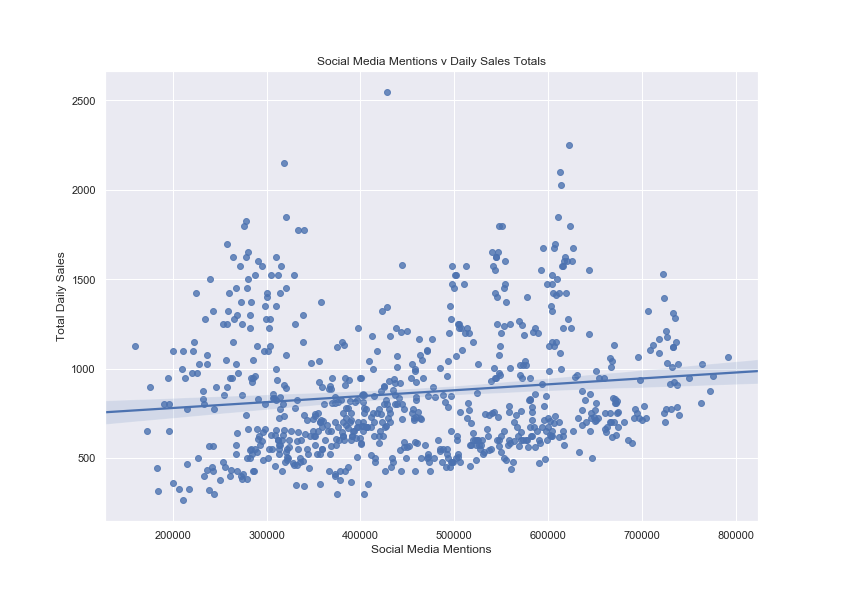 Social Media Mentions v Daily Sales Totals
2500
2000
1500
1000
500
Total Daily Sales
200000 300000 400000 500000 600000 700000 800000
Social Media Mentions